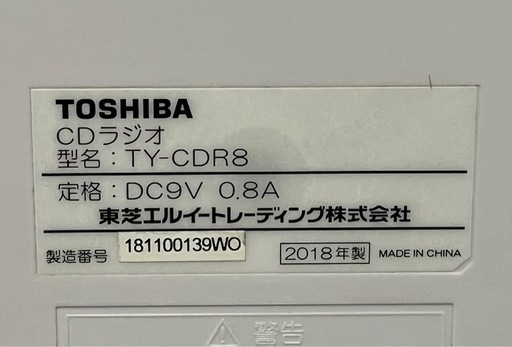 TOSHIBA
CDラジオ
型名：TY-CDR8
定格：DC9V 0.8A
東芝エルイートレーディング株式会社
製造番号 181100139WO 2018年製 MADE IN CHINA
⚠ 警告